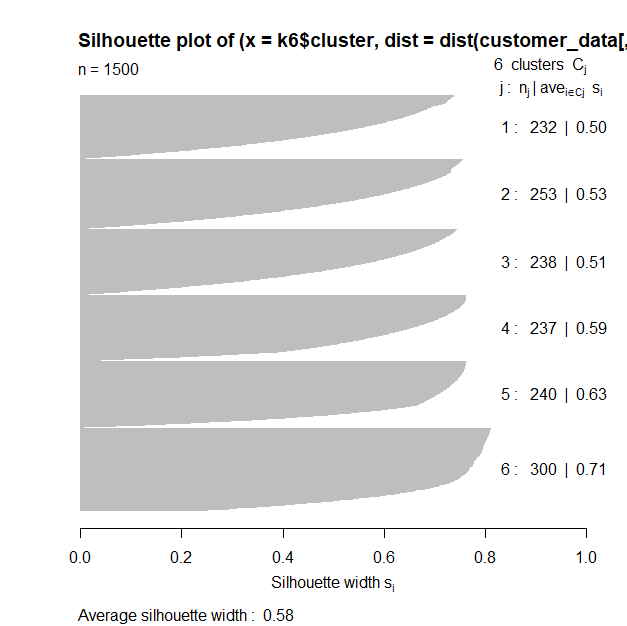 Silhouette plot of (x = k6$cluster, dist = dist(customer_data[,
n = 1500
6 clusters Cj
j : nj | avei∈Cj si
1 : 232 | 0.50
2 : 253 | 0.53
3 : 238 | 0.51
4 : 237 | 0.59
5 : 240 | 0.63
6 : 300 | 0.71
0.0 0.2 0.4 0.6 0.8 1.0
Silhouette width si
Average silhouette width : 0.58